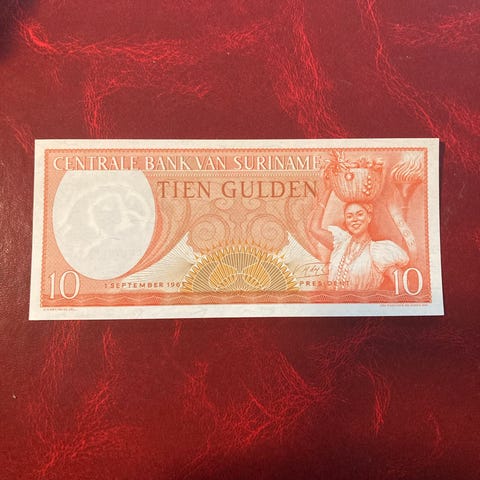 CENTRALE BANK VAN SURINAME
TIEN GULDEN
10
1 SEPTEMBER 1963
PRESIDENT
10